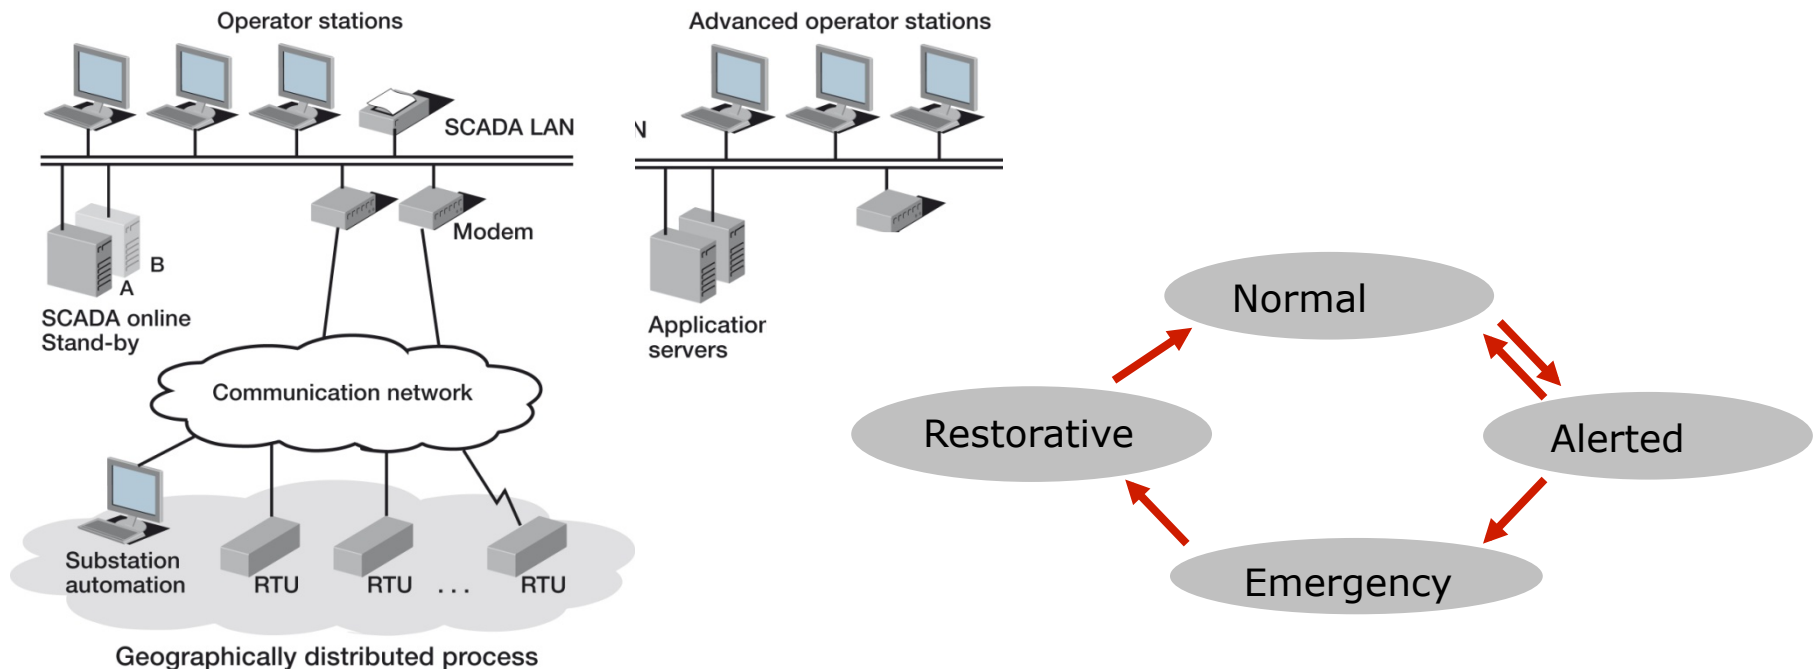 Operator stations
Advanced operator stations
SCADA LAN
N
Modem
B
A
SCADA online
Stand-by
Applicatior
servers
Communication network
Substation
automation
RTU
RTU
...
RTU
Geographically distributed process
Normal
Restorative
Alerted
Emergency